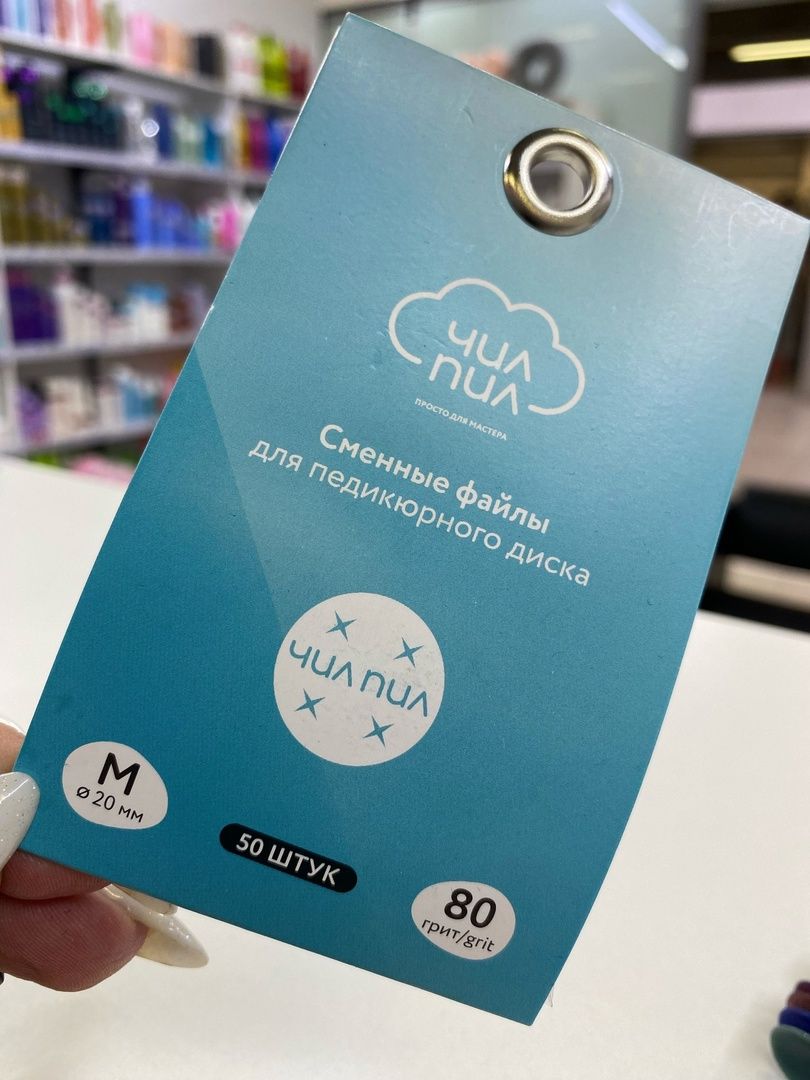 чил
пил
ПРОСТО ДЛЯ МАСТЕРА
Сменные файлы
для педикюрного диска
чил пил
M
ø 20 мм
50 ШТУК
80
грит/grit